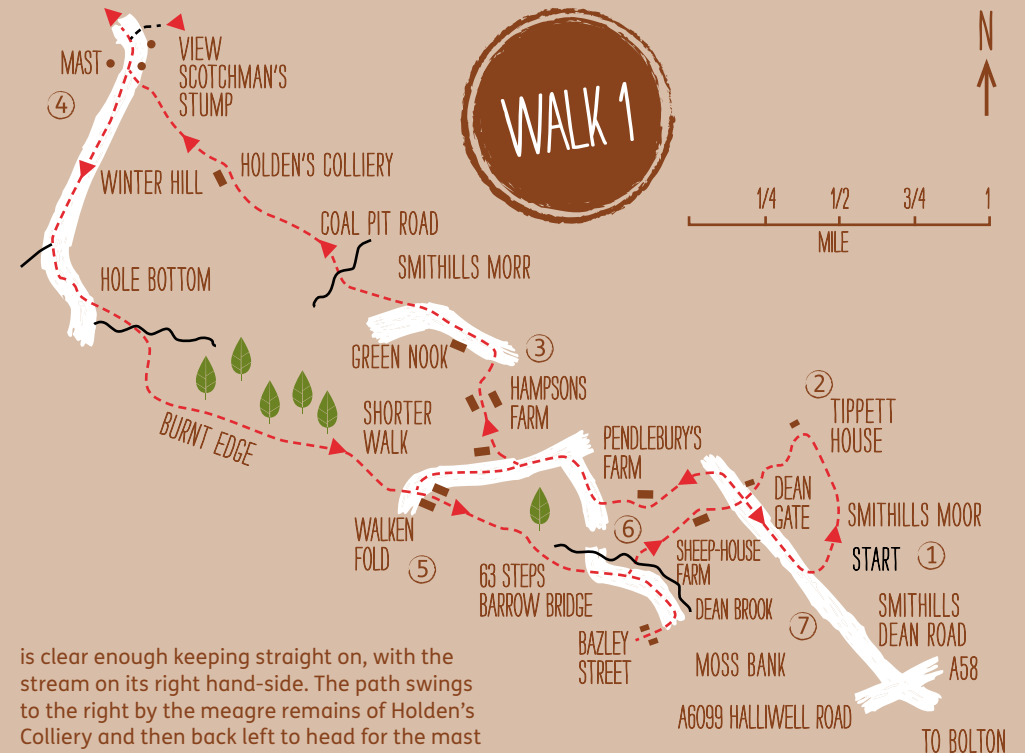 WALK 1
N
1/4 1/2 3/4 1
MILE
MAST
VIEW
SCOTCHMAN'S
STUMP
4
WINTER HILL
HOLDEN'S COLLIERY
COAL PIT ROAD
SMITHILLS MORR
HOLE BOTTOM
GREEN NOOK
3
HAMPSONS
FARM
2
TIPPETT
HOUSE
SHORTER
WALK
BURNT EDGE
PENDLEBURY'S
FARM
DEAN
GATE
SMITHILLS MOOR
START 1
WALKEN
FOLD
5
6
SHEEP-HOUSE
FARM
63 STEPS
BARROW BRIDGE
DEAN BROOK
7
SMITHILLS
DEAN ROAD
BAZLEY
STREET
MOSS BANK
A58
A6099 HALLIWELL ROAD
TO BOLTON
is clear enough keeping straight on, with the
stream on its right hand-side. The path swings
to the right by the meagre remains of Holden's
Colliery and then back left to head for the mast